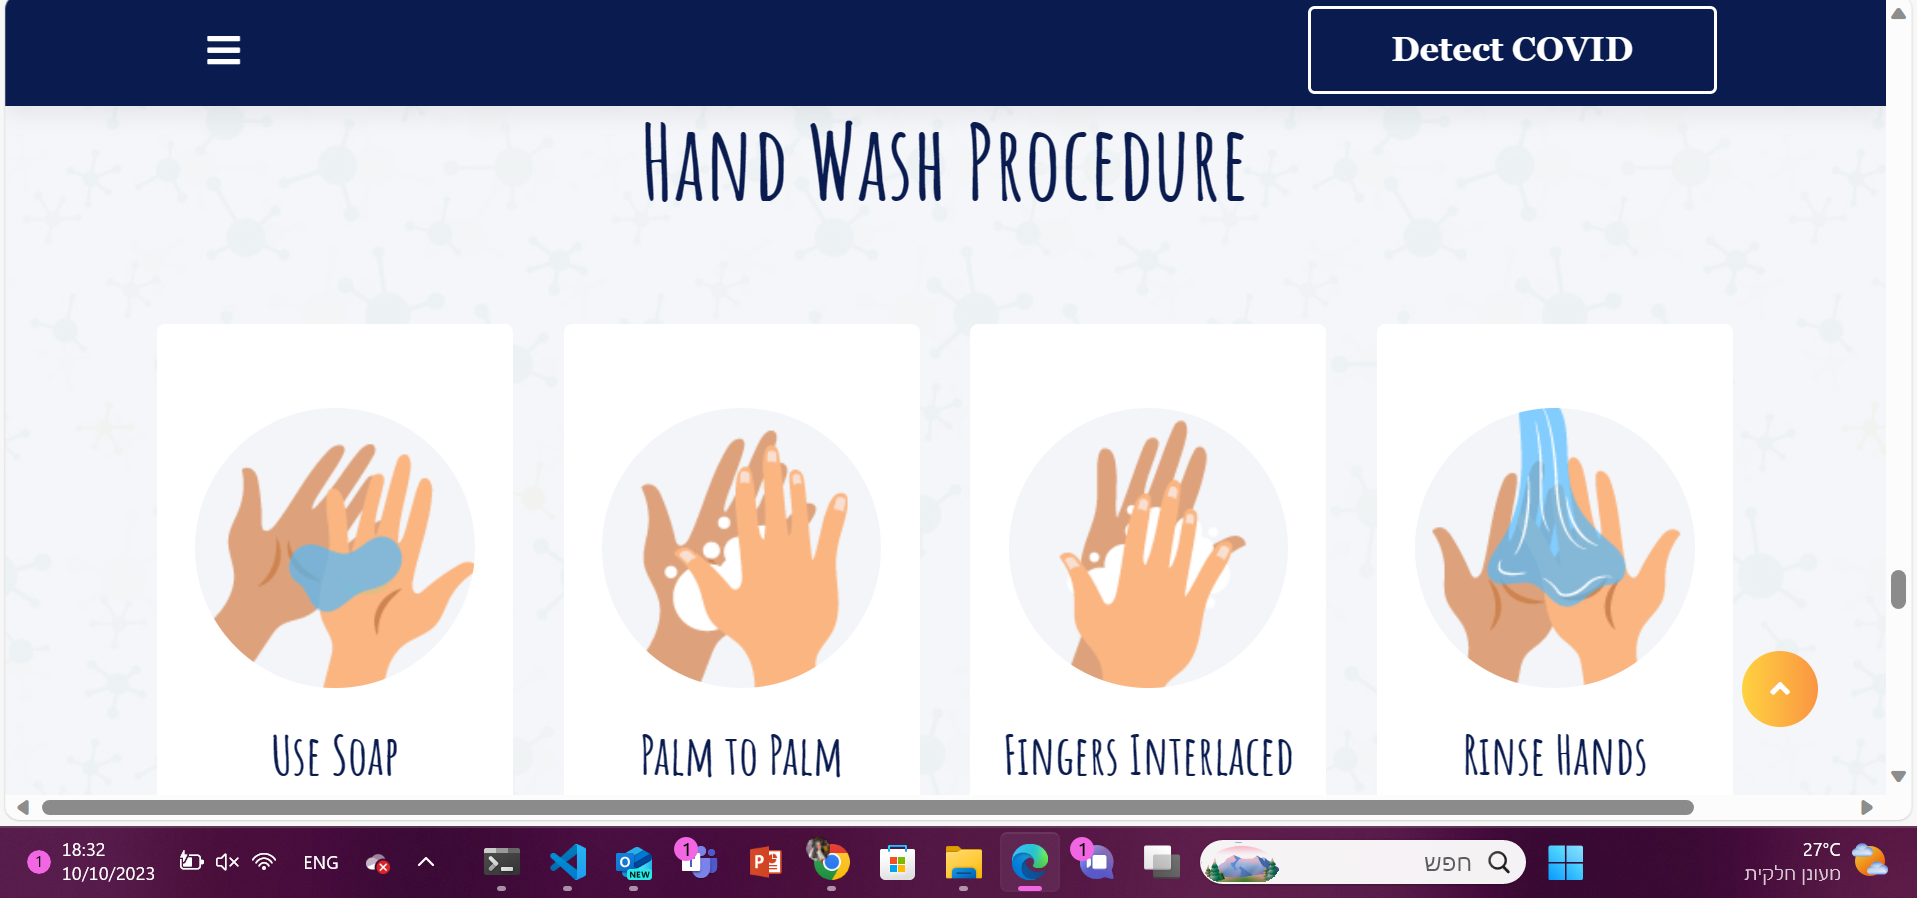 Detect COVID
HAND WASH PROCEDURE
USE SOAP
PALM TO PALM
FINGERS INTERLACED
RINSE HANDS
1
18:32
10/10/2023
ENG
NEW
1
1
חפש
27°C
מעונן חלקית